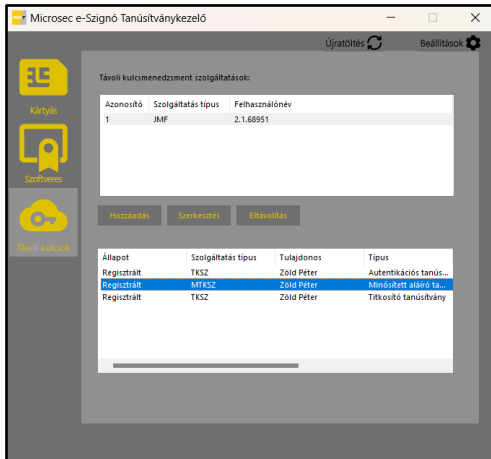 Microsec e-Szignó Tanúsítványkezelő
Újratöltés
Beállítások
Kártyás
Szoftveres
Távoli kulcsok
Távoli kulcsmenedzsment szolgáltatások:
Azonosító Szolgáltatás típus Felhasználónév
1 JMF 2.1.68951
Hozzáadás Szerkesztés Eltávolítás
Állapot Szolgáltatás típus Tulajdonos Típus
Regisztrált TKSZ Zöld Péter Autentikációs tanús...
Regisztrált MTKSZ Zöld Péter Minősített aláíró ta...
Regisztrált TKSZ Zöld Péter Titkosító tanúsítvány